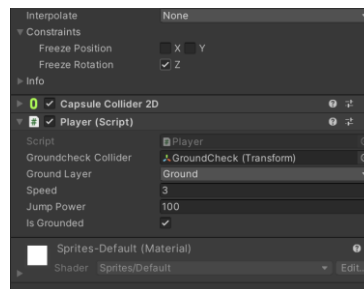 Interpolate None
Constraints
Freeze Position X Y
Freeze Rotation Z
Info
Capsule Collider 2D
# Player (Script)
Script Player
Groundcheck Collider GroundCheck (Transform)
Ground Layer Ground
Speed 3
Jump Power 100
Is Grounded
Sprites-Default (Material)
Shader Sprites/Default Edit...